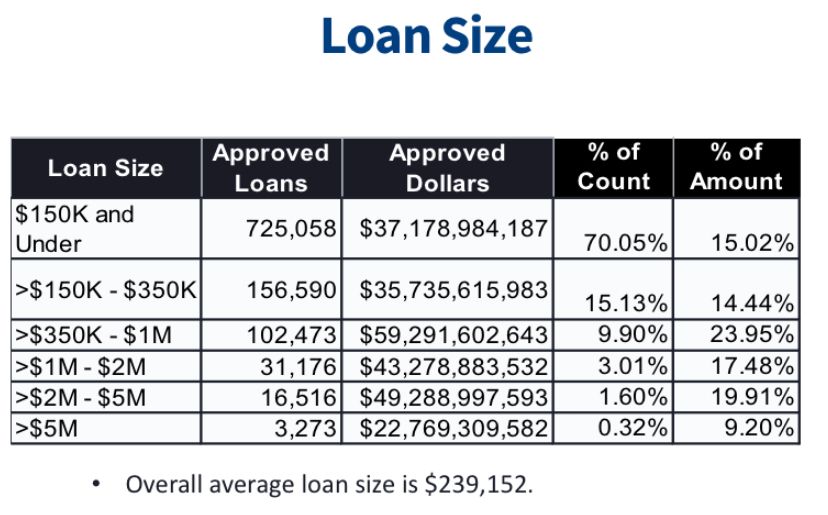 Loan Size
Loan Size Approved Loans Approved Dollars % of Count % of Amount
$150K and Under 725,058 $37,178,984,187 70.05% 15.02%
>$150K - $350K 156,590 $35,735,615,983 15.13% 14.44%
>$350K - $1M 102,473 $59,291,602,643 9.90% 23.95%
>$1M - $2M 31,176 $43,278,883,532 3.01% 17.48%
>$2M - $5M 16,516 $49,288,997,593 1.60% 19.91%
>$5M 3,273 $22,769,309,582 0.32% 9.20%
• Overall average loan size is $239,152.